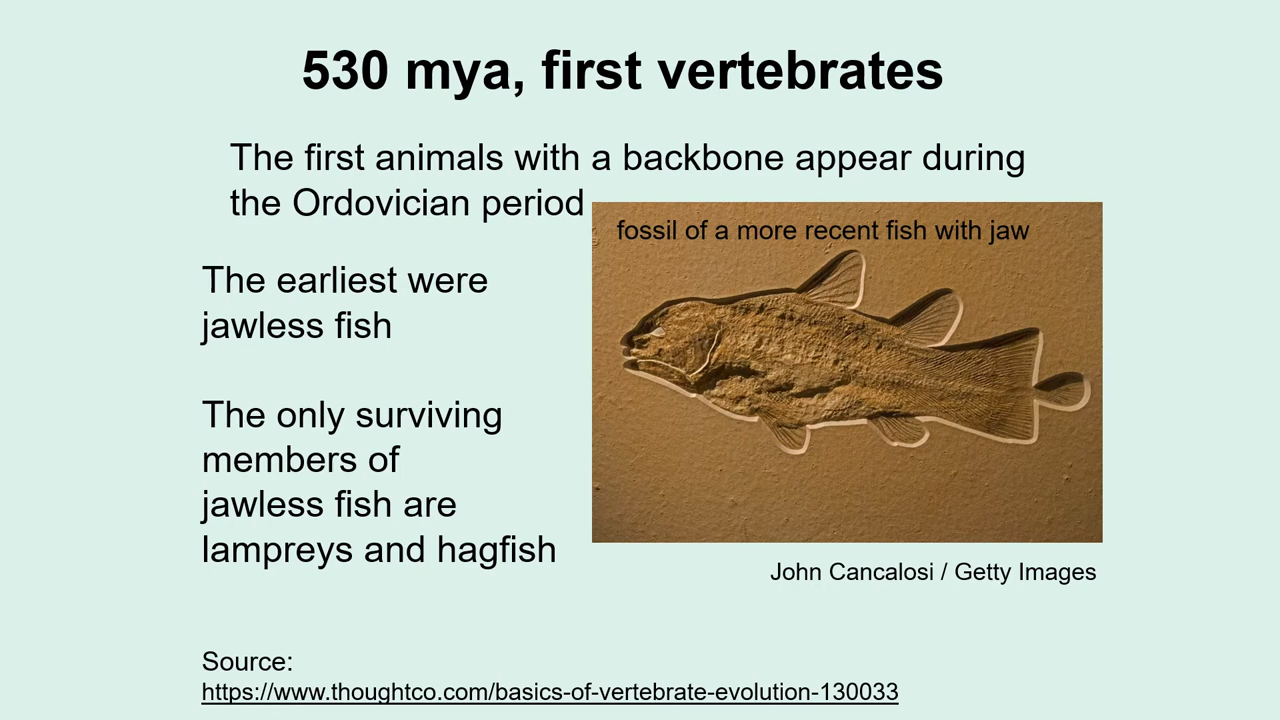 530 mya, first vertebrates
The first animals with a backbone appear during
the Ordovician period
fossil of a more recent fish with jaw
The earliest were
jawless fish
The only surviving
members of
jawless fish are
lampreys and hagfish
John Cancalosi / Getty Images
Source:
https://www.thoughtco.com/basics-of-vertebrate-evolution-130033